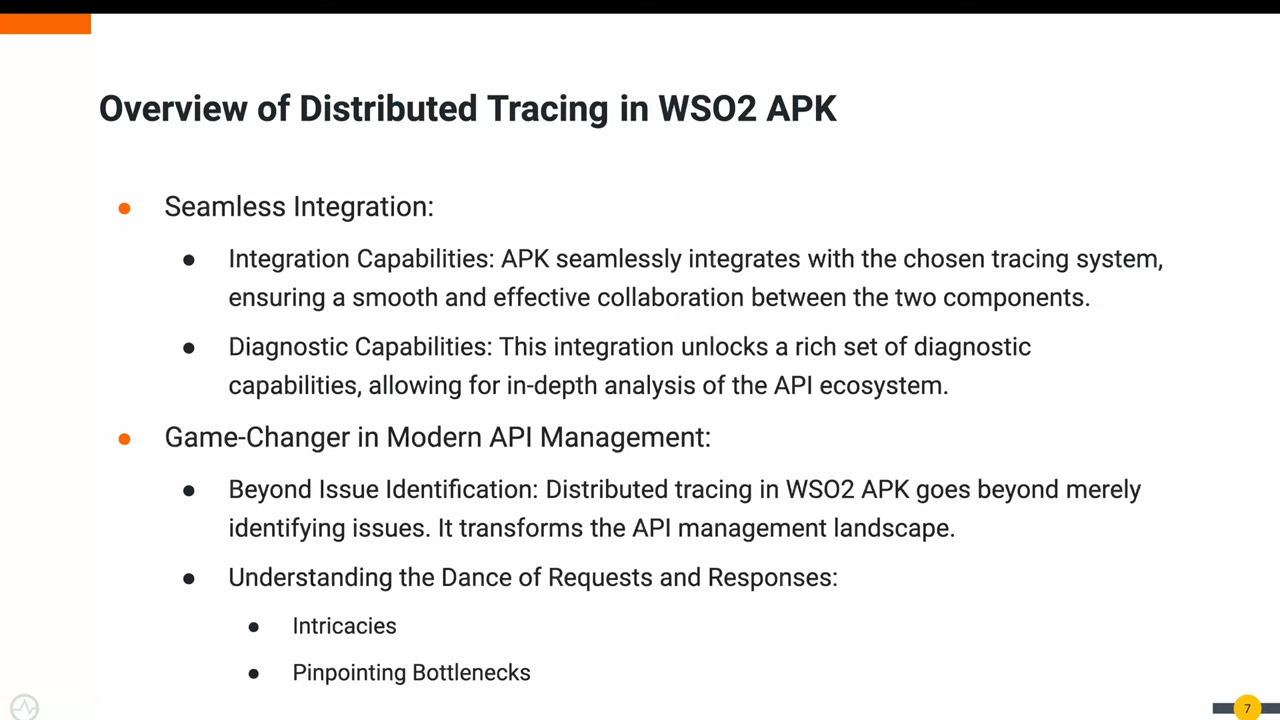 Overview of Distributed Tracing in WSO2 APK
● Seamless Integration:
● Integration Capabilities: APK seamlessly integrates with the chosen tracing system,
ensuring a smooth and effective collaboration between the two components.
● Diagnostic Capabilities: This integration unlocks a rich set of diagnostic
capabilities, allowing for in-depth analysis of the API ecosystem.
● Game-Changer in Modern API Management:
● Beyond Issue Identification: Distributed tracing in WSO2 APK goes beyond merely
identifying issues. It transforms the API management landscape.
● Understanding the Dance of Requests and Responses:
● Intricacies
● Pinpointing Bottlenecks
7